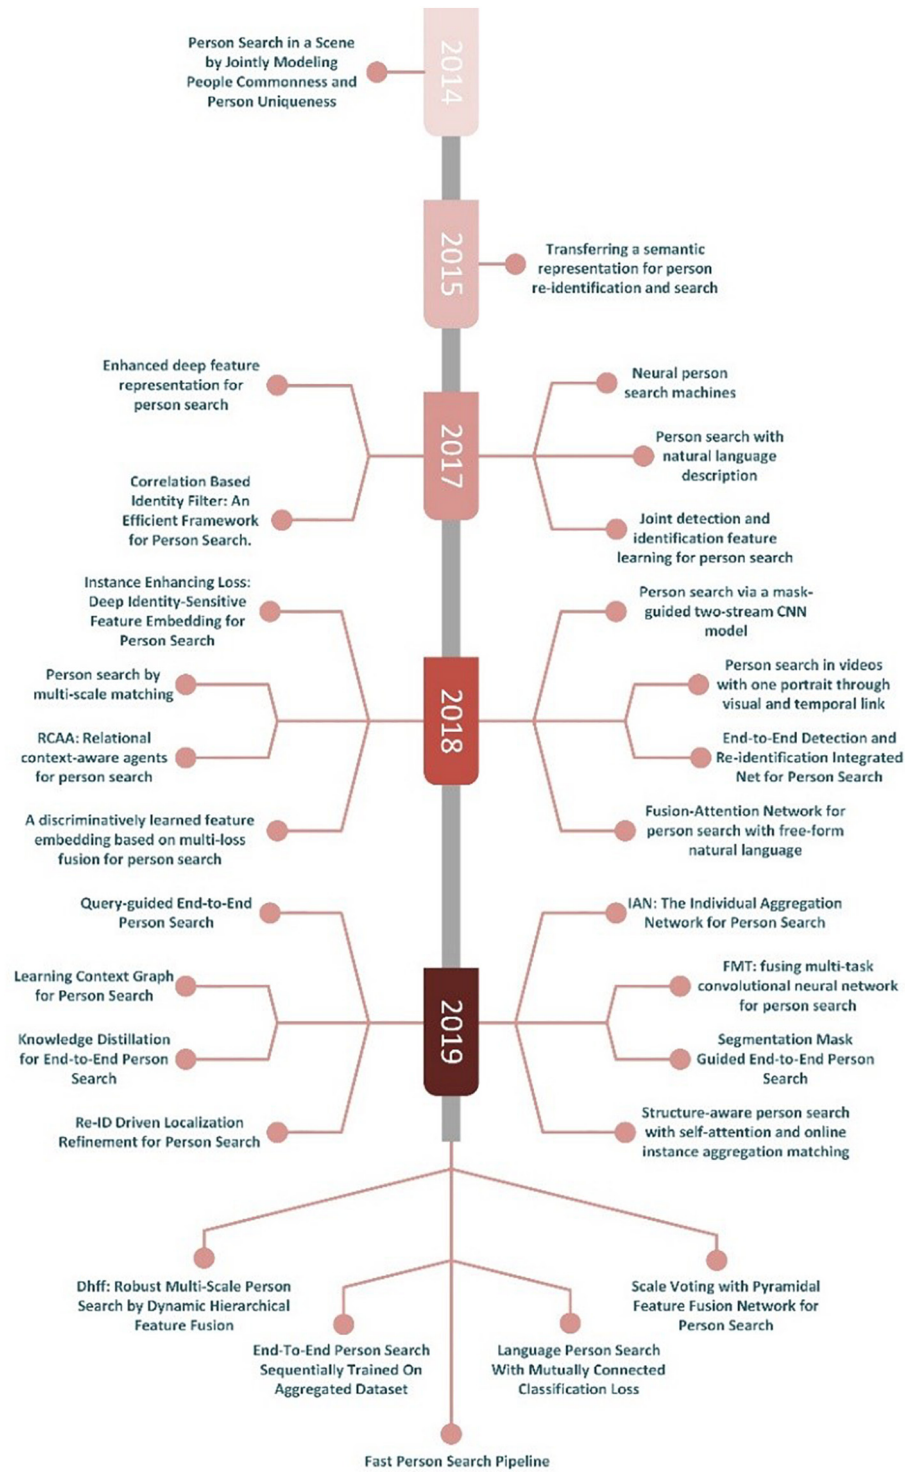 2014
Person Search in a Scene
by Jointly Modeling
People Commonness and
Person Uniqueness
2015
Transferring a semantic
representation for person
re-identification and search
2017
Enhanced deep feature
representation for
person search
Correlation Based
Identity Filter: An
Efficient Framework
for Person Search.
Neural person
search machines
Person search with
natural language
description
Joint detection and
identification feature
learning for person search
2018
Instance Enhancing Loss:
Deep Identity-Sensitive
Feature Embedding for
Person Search
Person search by
multi-scale matching
RCAA: Relational
context-aware agents
for person search
A discriminatively learned feature
embedding based on multi-loss
fusion for person search
Person search via a mask-
guided two-stream CNN
model
Person search in videos
with one portrait through
visual and temporal link
End-to-End Detection and
Re-identification Integrated
Net for Person Search
Fusion-Attention Network for
person search with free-form
natural language
2019
Query-guided End-to-End
Person Search
Learning Context Graph
for Person Search
Knowledge Distillation
for End-to-End Person
Search
Re-ID Driven Localization
Refinement for Person Search
IAN: The Individual Aggregation
Network for Person Search
FMT: fusing multi-task
convolutional neural network
for person search
Segmentation Mask
Guided End-to-End Person
Search
Structure-aware person search
with self-attention and online
instance aggregation matching
Dhff: Robust Multi-Scale Person
Search by Dynamic Hierarchical
Feature Fusion
End-To-End Person Search
Sequentially Trained On
Aggregated Dataset
Language Person Search
With Mutually Connected
Classification Loss
Scale Voting with Pyramidal
Feature Fusion Network for
Person Search
Fast Person Search Pipeline